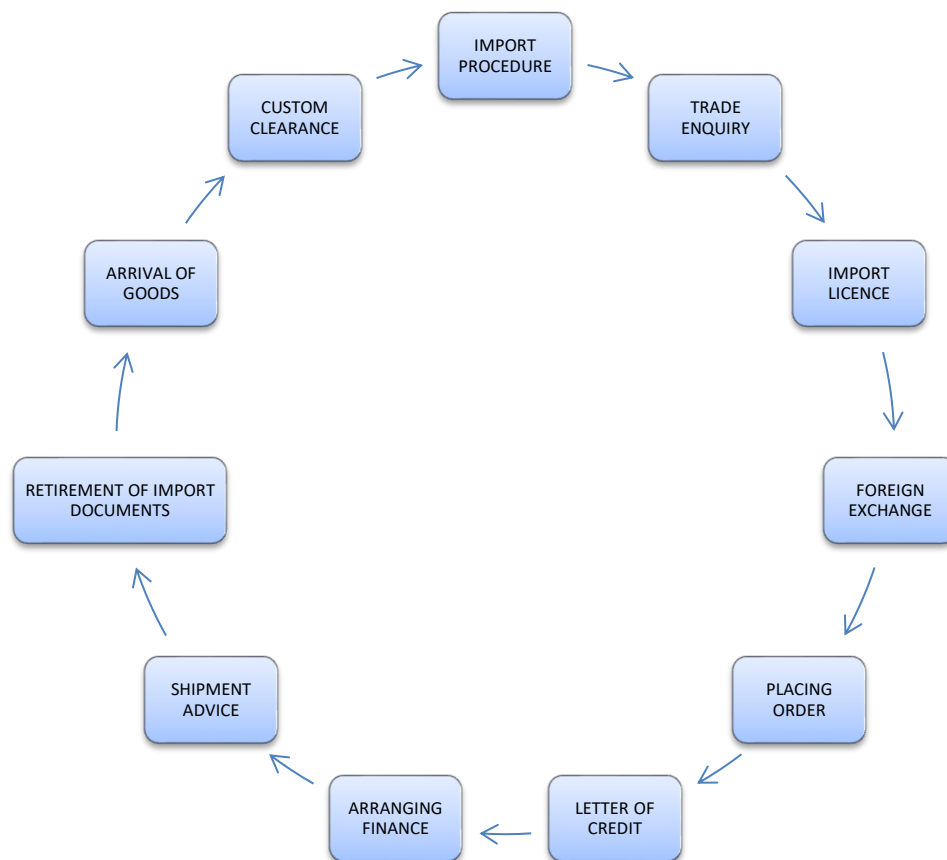 IMPORT
PROCEDURE
TRADE
ENQUIRY
IMPORT
LICENCE
FOREIGN
EXCHANGE
PLACING
ORDER
LETTER OF
CREDIT
ARRANGING
FINANCE
SHIPMENT
ADVICE
RETIREMENT OF IMPORT
DOCUMENTS
ARRIVAL OF
GOODS
CUSTOM
CLEARANCE